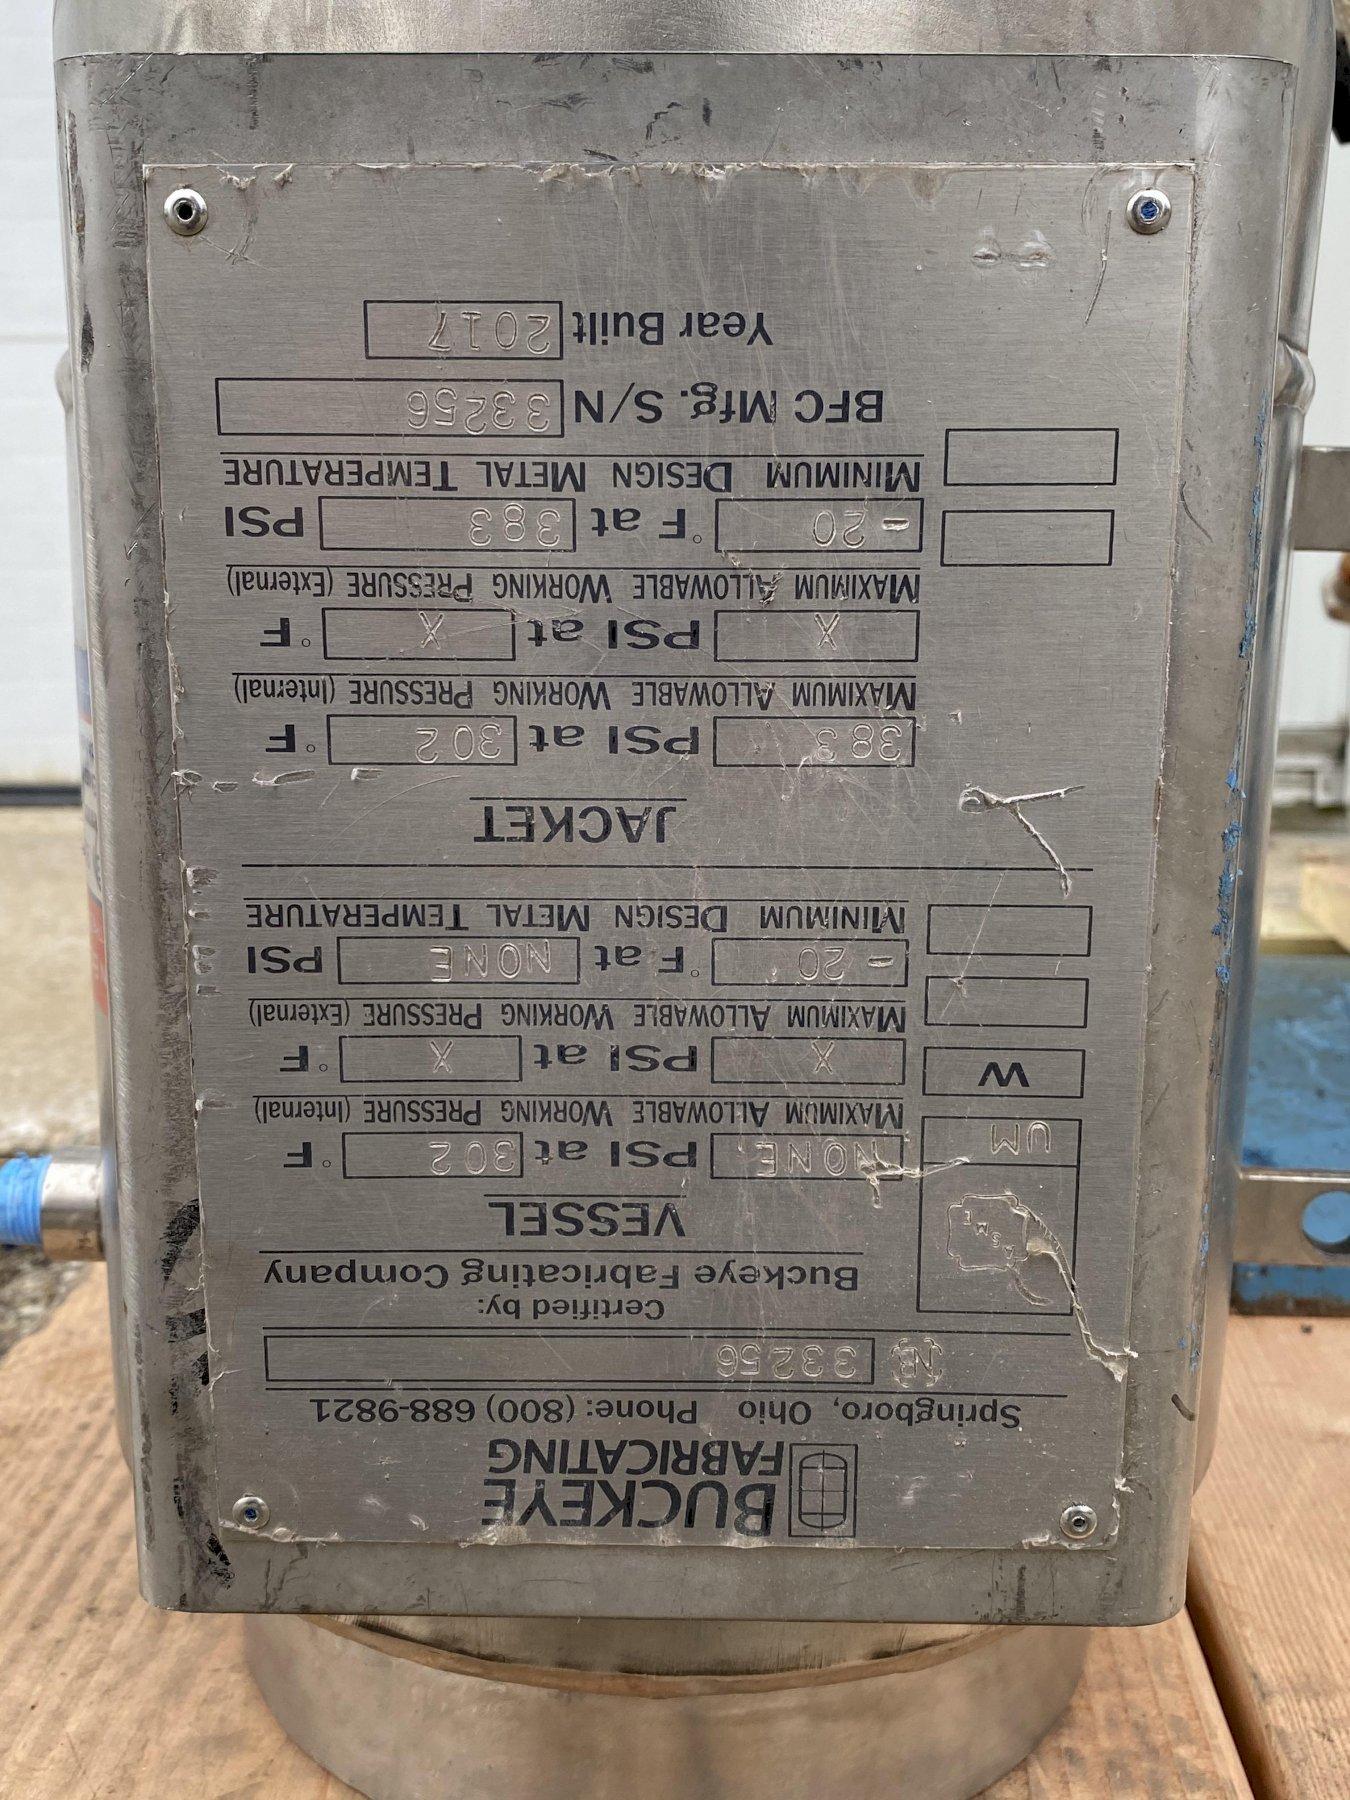 BUCKEYE
FABRICATING
Springboro, Ohio Phone: (800) 688-9821
NB 33256
Certified by:
Buckeye Fabricating Company
ASME
UM
W
VESSEL
NONE PSI at 302 °F
MAXIMUM ALLOWABLE WORKING PRESSURE (Internal)
X PSI at X °F
MAXIMUM ALLOWABLE WORKING PRESSURE (External)
-20 °F at NONE PSI
MINIMUM DESIGN METAL TEMPERATURE
JACKET
383 PSI at 302 °F
MAXIMUM ALLOWABLE WORKING PRESSURE (Internal)
X PSI at X °F
MAXIMUM ALLOWABLE WORKING PRESSURE (External)
-20 °F at 383 PSI
MINIMUM DESIGN METAL TEMPERATURE
BFC Mfg. S/N 33256
Year Built 2017